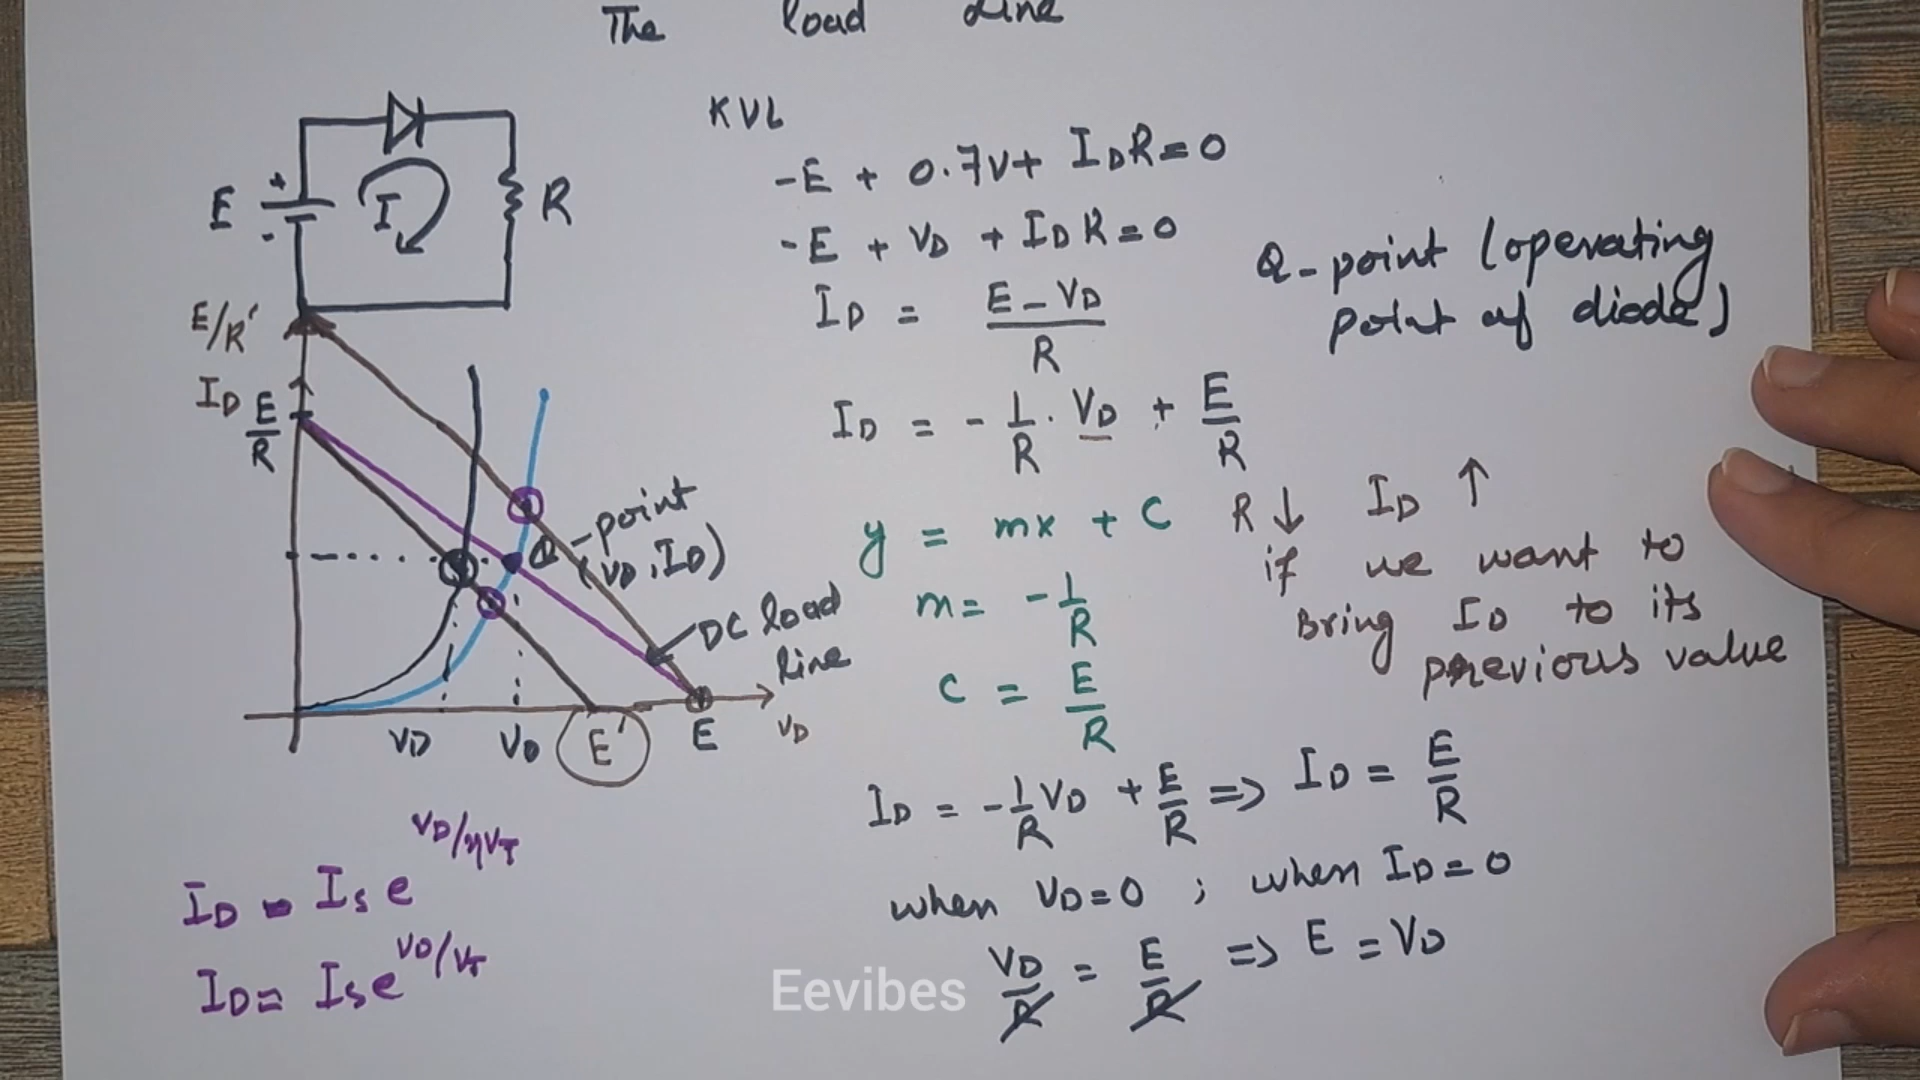 The load Line
KVL
-E + 0.7V + IDR = 0
-E + VD + IDR = 0
ID = E - VD / R
ID = - 1/R . VD + E/R
y = mx + C
m = - 1/R
C = E/R
ID = - 1/R VD + E/R => ID = E/R
when VD = 0 ; when ID = 0
VD/R = E/R => E = VD
Q-point (operating
point of diode)
R ↓ ID ↑
if we want to
Bring ID to its
previous value
E
+
-
I
R
E/R'
ID
E/R
Q-point
(VD, ID)
DC load
line
VD VD E' E VD
ID = Is e^VD/ηVT
ID = Is e^VD/VT
Eevibes